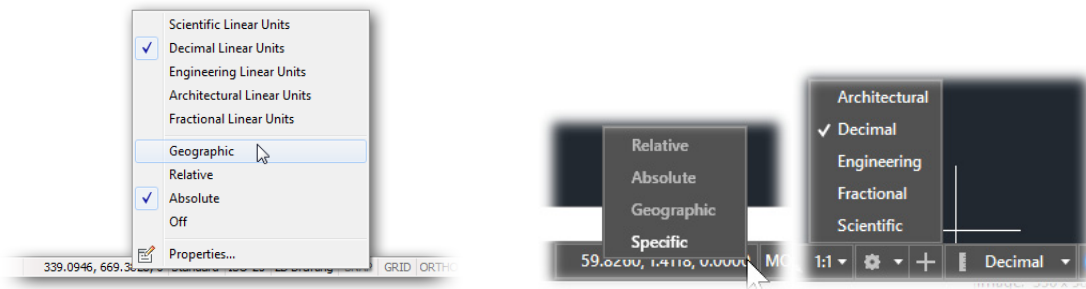 Scientific Linear Units
Decimal Linear Units
Engineering Linear Units
Architectural Linear Units
Fractional Linear Units
Geographic
Relative
Absolute
Off
Properties...
339.0946,
GRID
Relative
Absolute
Geographic
Specific
59.8260, 1.4118, 0.0000
Architectural
Decimal
Engineering
Fractional
Scientific
1:1
Decimal